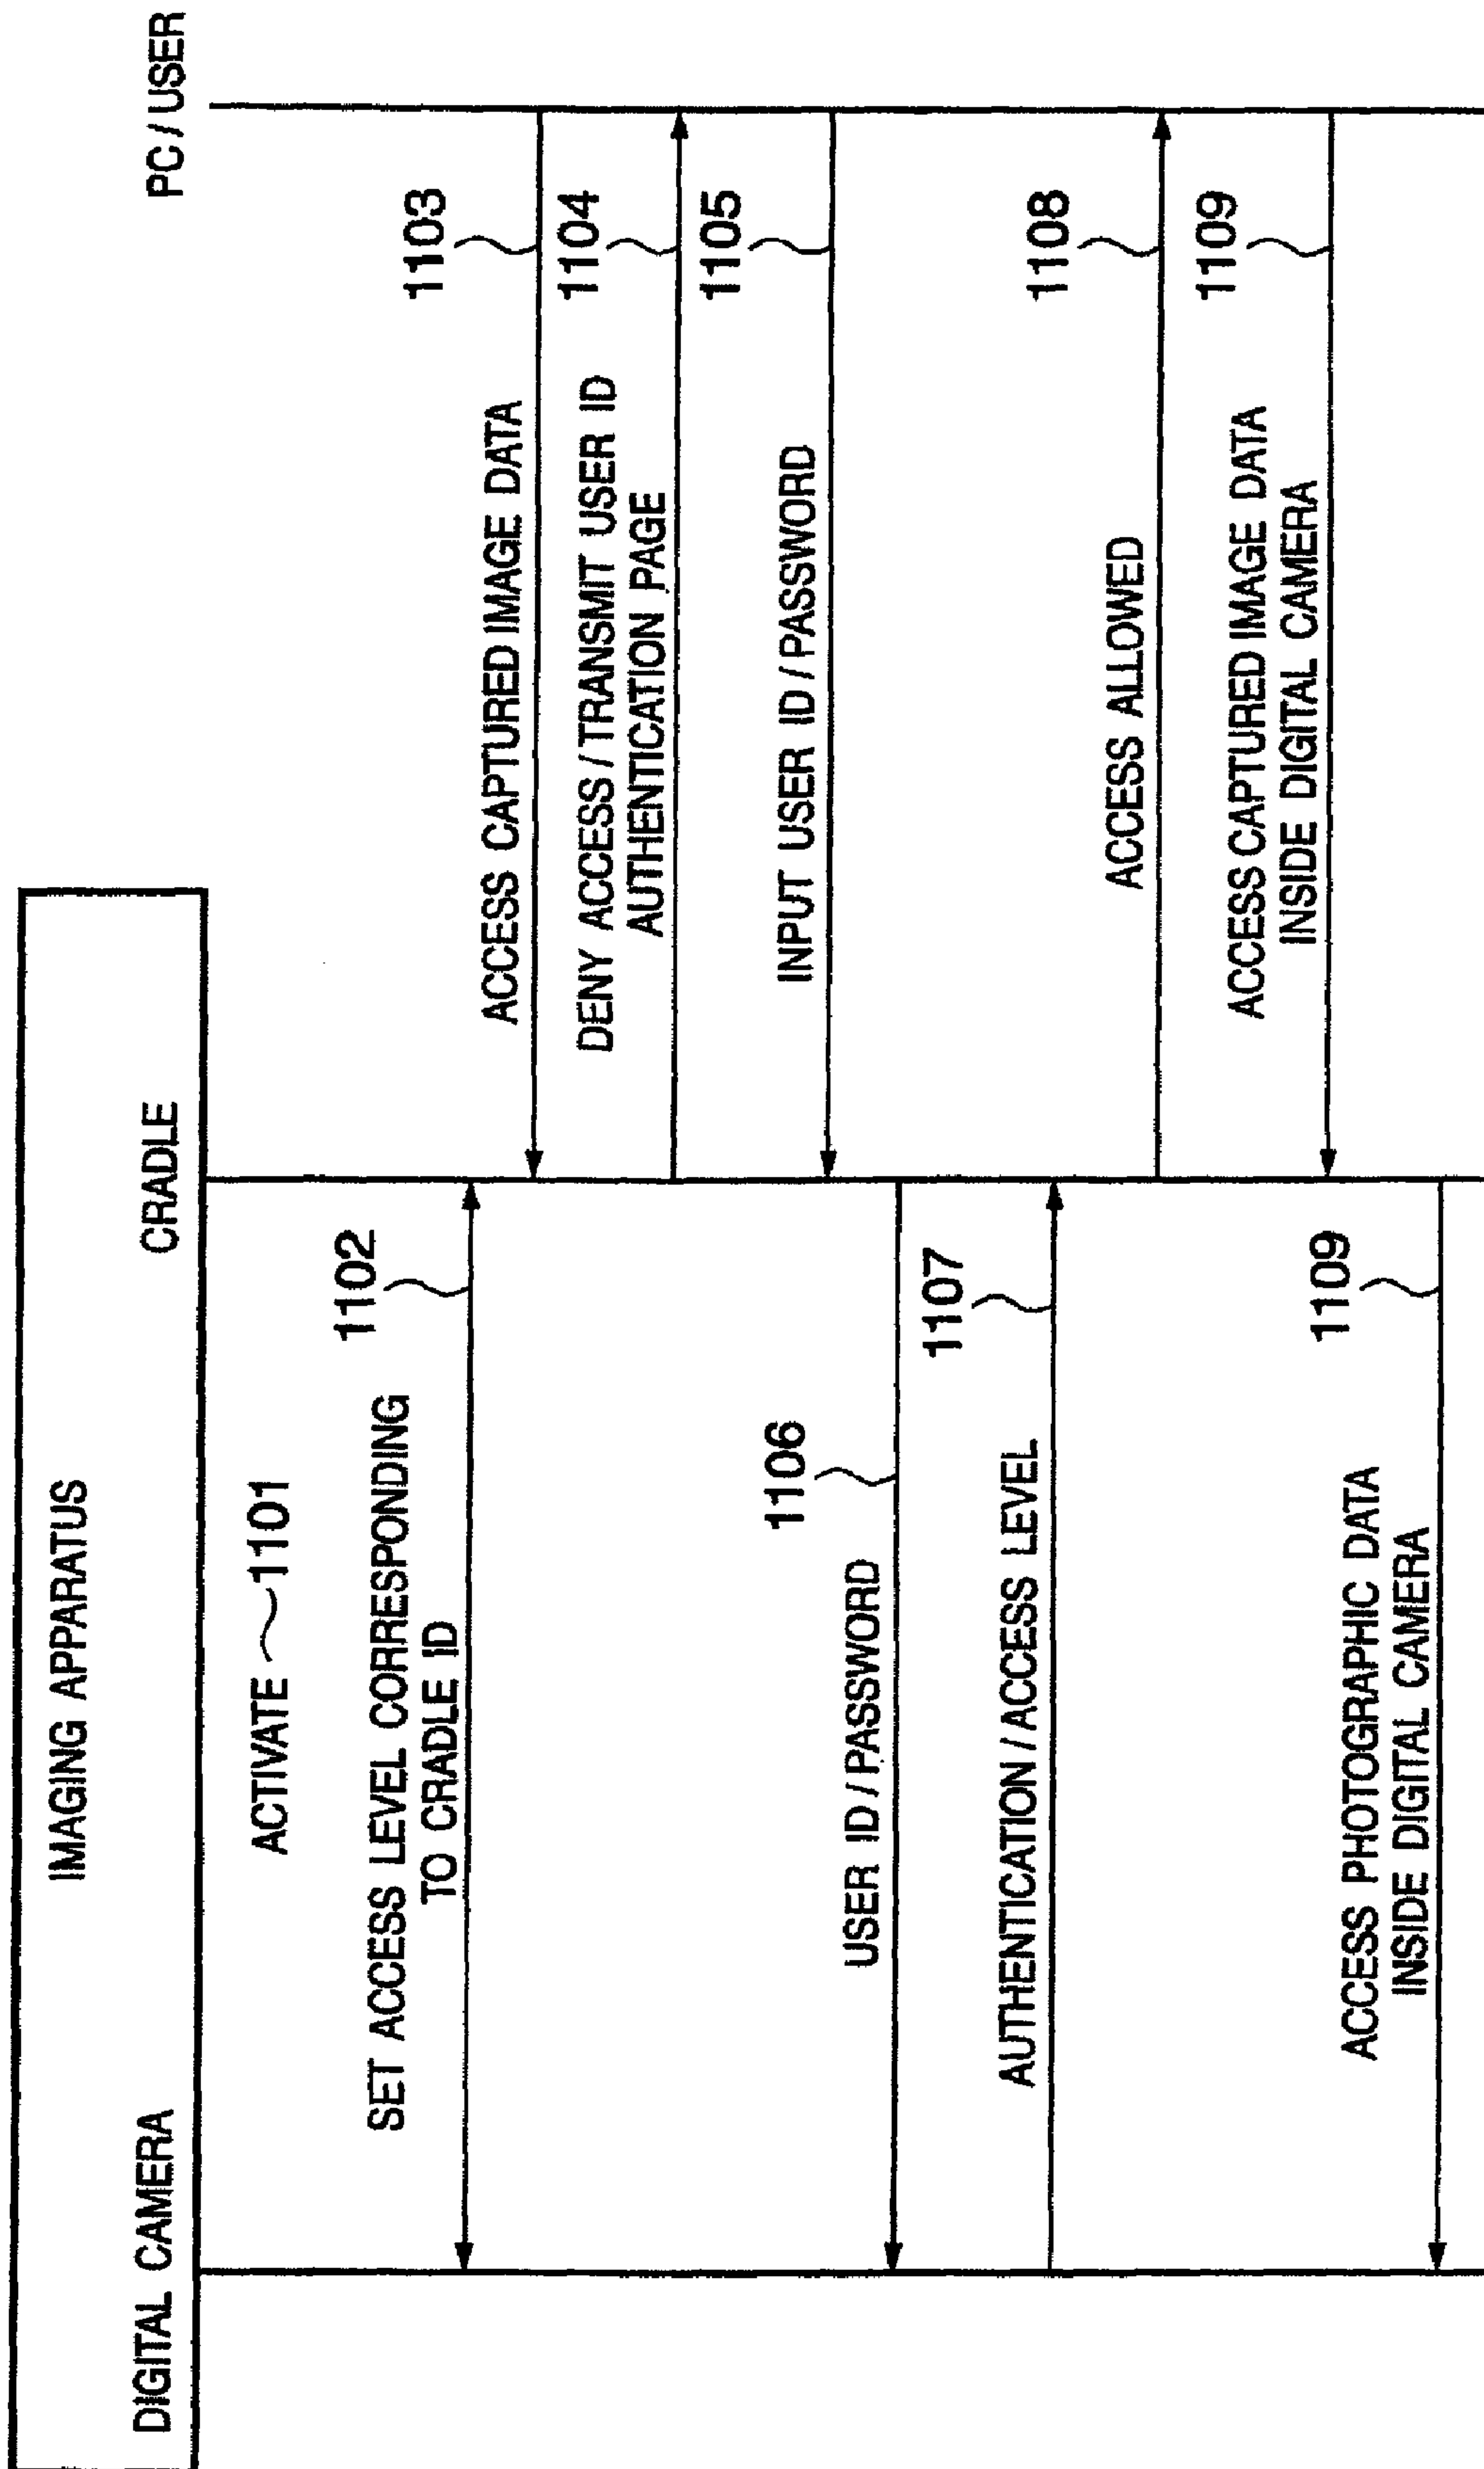 IMAGING APPARATUS
DIGITAL CAMERA
CRADLE
PC / USER
ACTIVATE
1101
SET ACCESS LEVEL CORRESPONDING
TO CRADLE ID
1102
ACCESS CAPTURED IMAGE DATA
1103
DENY ACCESS / TRANSMIT USER ID
AUTHENTICATION PAGE
1104
INPUT USER ID / PASSWORD
1105
USER ID / PASSWORD
1106
AUTHENTICATION / ACCESS LEVEL
1107
ACCESS ALLOWED
1108
ACCESS CAPTURED IMAGE DATA
INSIDE DIGITAL CAMERA
1109
ACCESS PHOTOGRAPHIC DATA
INSIDE DIGITAL CAMERA
1109